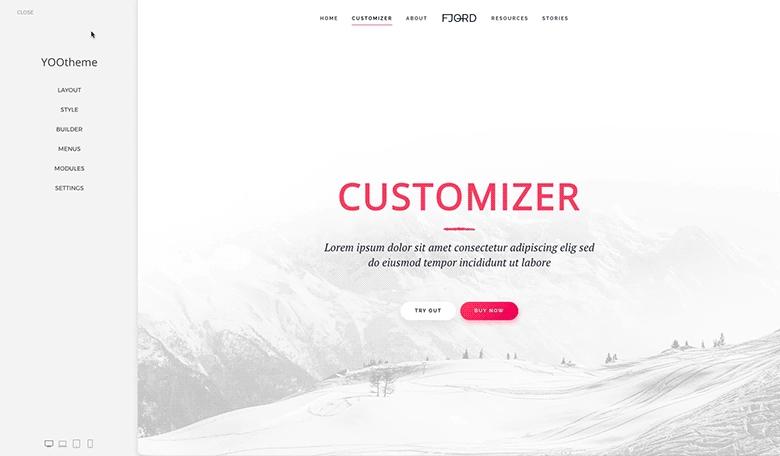 CLOSE
YOOtheme
LAYOUT
STYLE
BUILDER
MENUS
MODULES
SETTINGS
HOME CUSTOMIZER ABOUT FJORD RESOURCES STORIES
CUSTOMIZER
Lorem ipsum dolor sit amet consectetur adipiscing elig sed
do eiusmod tempor incididunt ut labore
TRY OUT BUY NOW